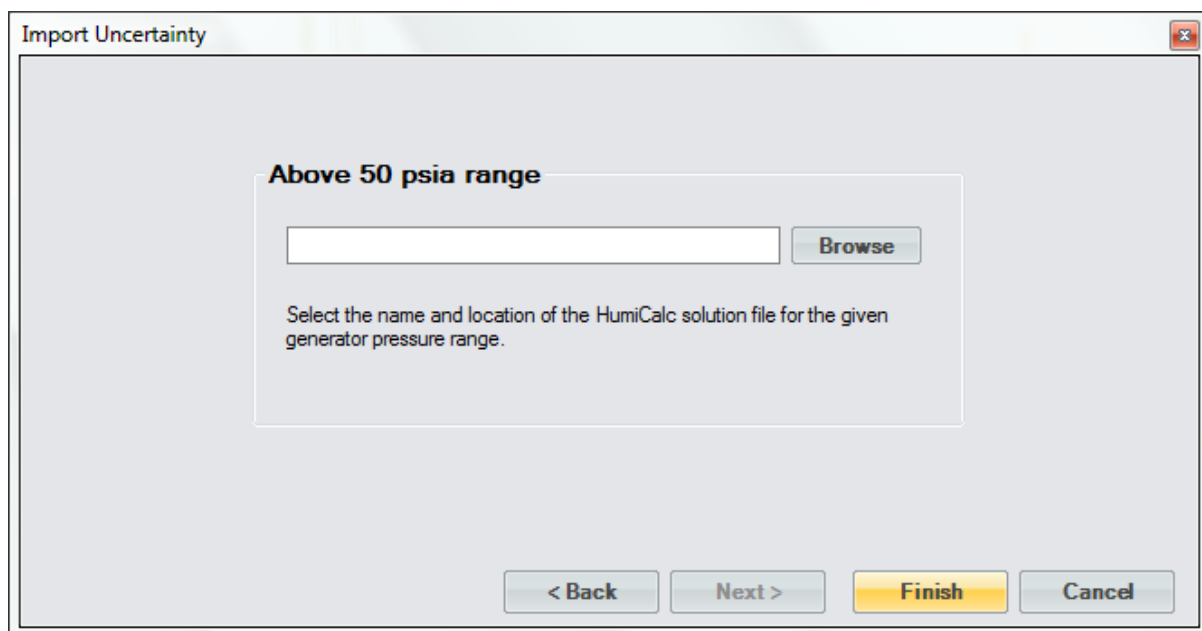 Import Uncertainty
Above 50 psia range
Browse
Select the name and location of the HumiCalc solution file for the given
generator pressure range.
< Back
Next >
Finish
Cancel